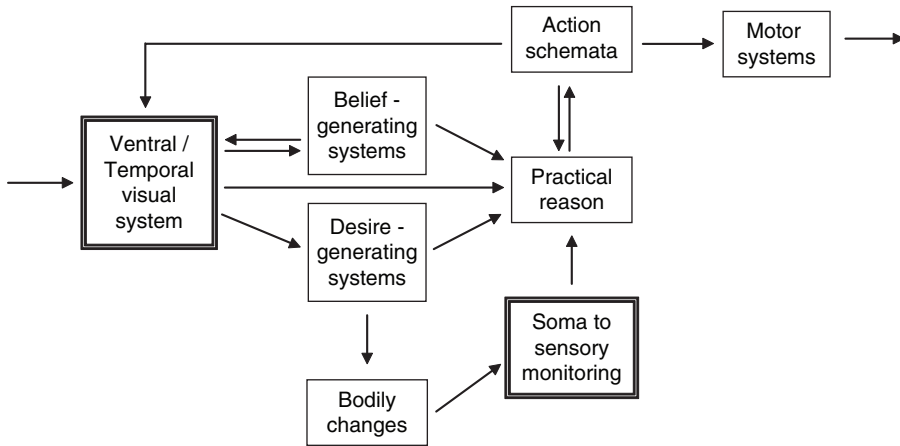 Action
schemata
Motor
systems
Belief -
generating
systems
Ventral /
Temporal
visual
system
Practical
reason
Desire -
generating
systems
Soma to
sensory
monitoring
Bodily
changes